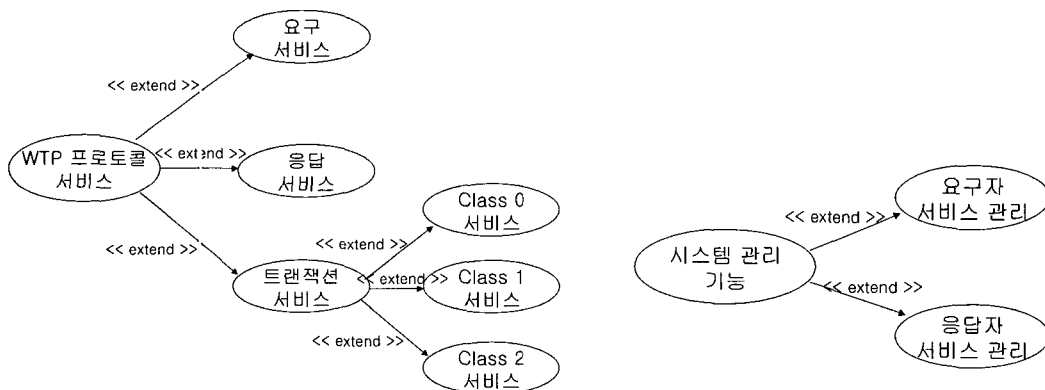 요구
서비스
<< extend >>
WTP 프로토콜
서비스
<< extend >>
응답
서비스
<< extend >>
Class 0
서비스
<< extend >>
트랜잭션
서비스
<< extend >>
Class 1
서비스
<< extend >>
Class 2
서비스
요구자
서비스 관리
<< extend >>
시스템 관리
기능
<< extend >>
응답자
서비스 관리